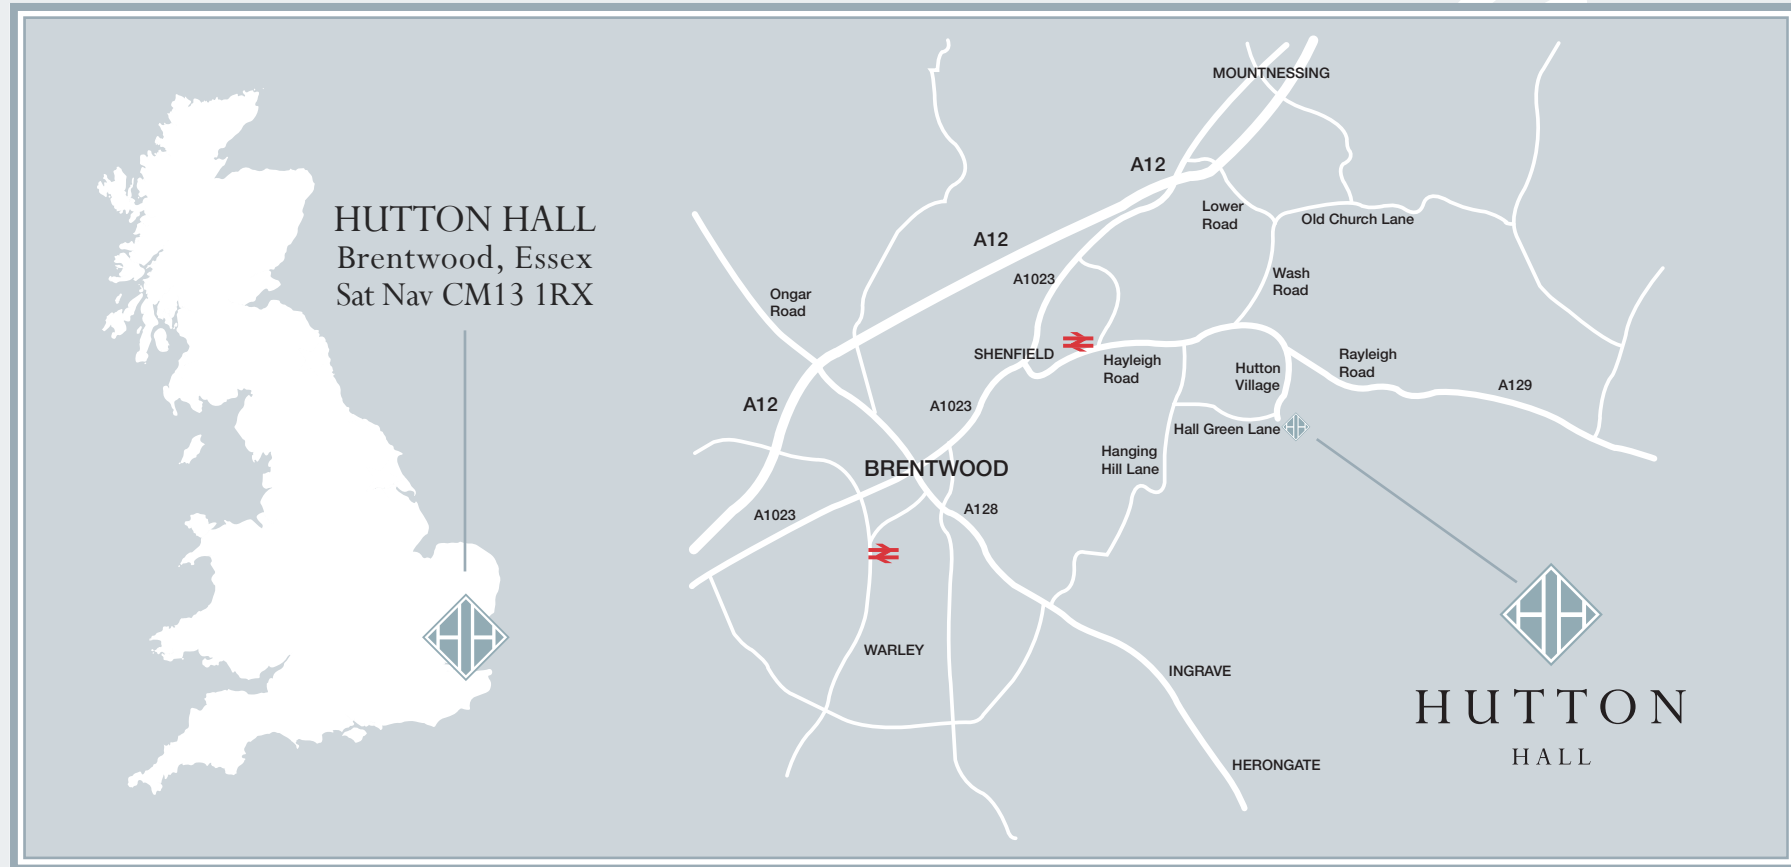 HUTTON HALL
Brentwood, Essex
Sat Nav CM13 1RX
MOUNTNESSING
A12
Lower
Road
Old Church Lane
A12
A1023
Wash
Road
Ongar
Road
SHENFIELD
Hayleigh
Road
Hutton
Village
Rayleigh
Road
A129
A12
A1023
Hall Green Lane
Hanging
Hill Lane
BRENTWOOD
A1023
A128
WARLEY
INGRAVE
HERONGATE
HUTTON
HALL